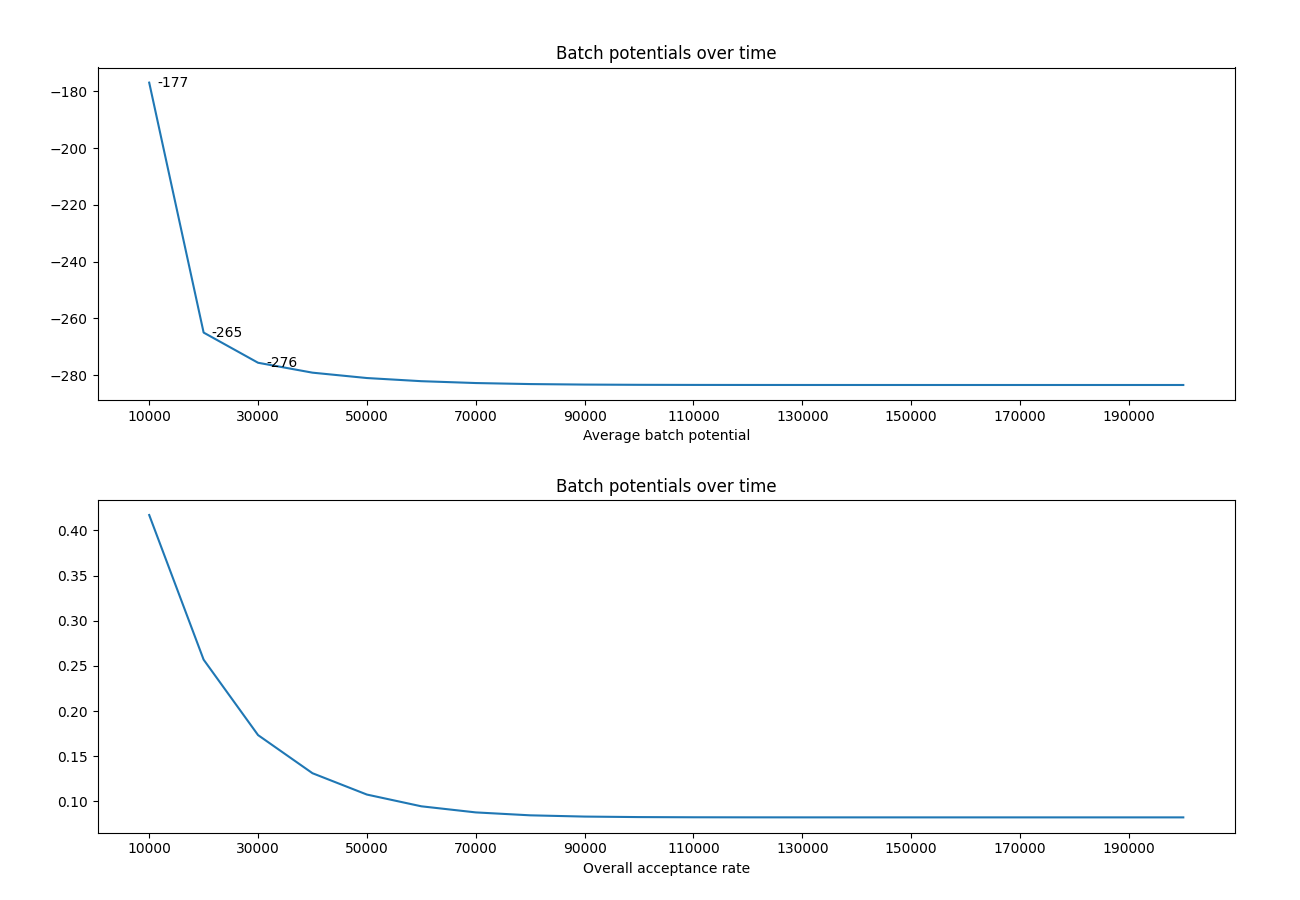 Batch potentials over time
−180
−200
−220
−240
−260
−280
-177
-265
-276
10000 30000 50000 70000 90000 110000 130000 150000 170000 190000
Average batch potential
Batch potentials over time
0.40
0.35
0.30
0.25
0.20
0.15
0.10
10000 30000 50000 70000 90000 110000 130000 150000 170000 190000
Overall acceptance rate